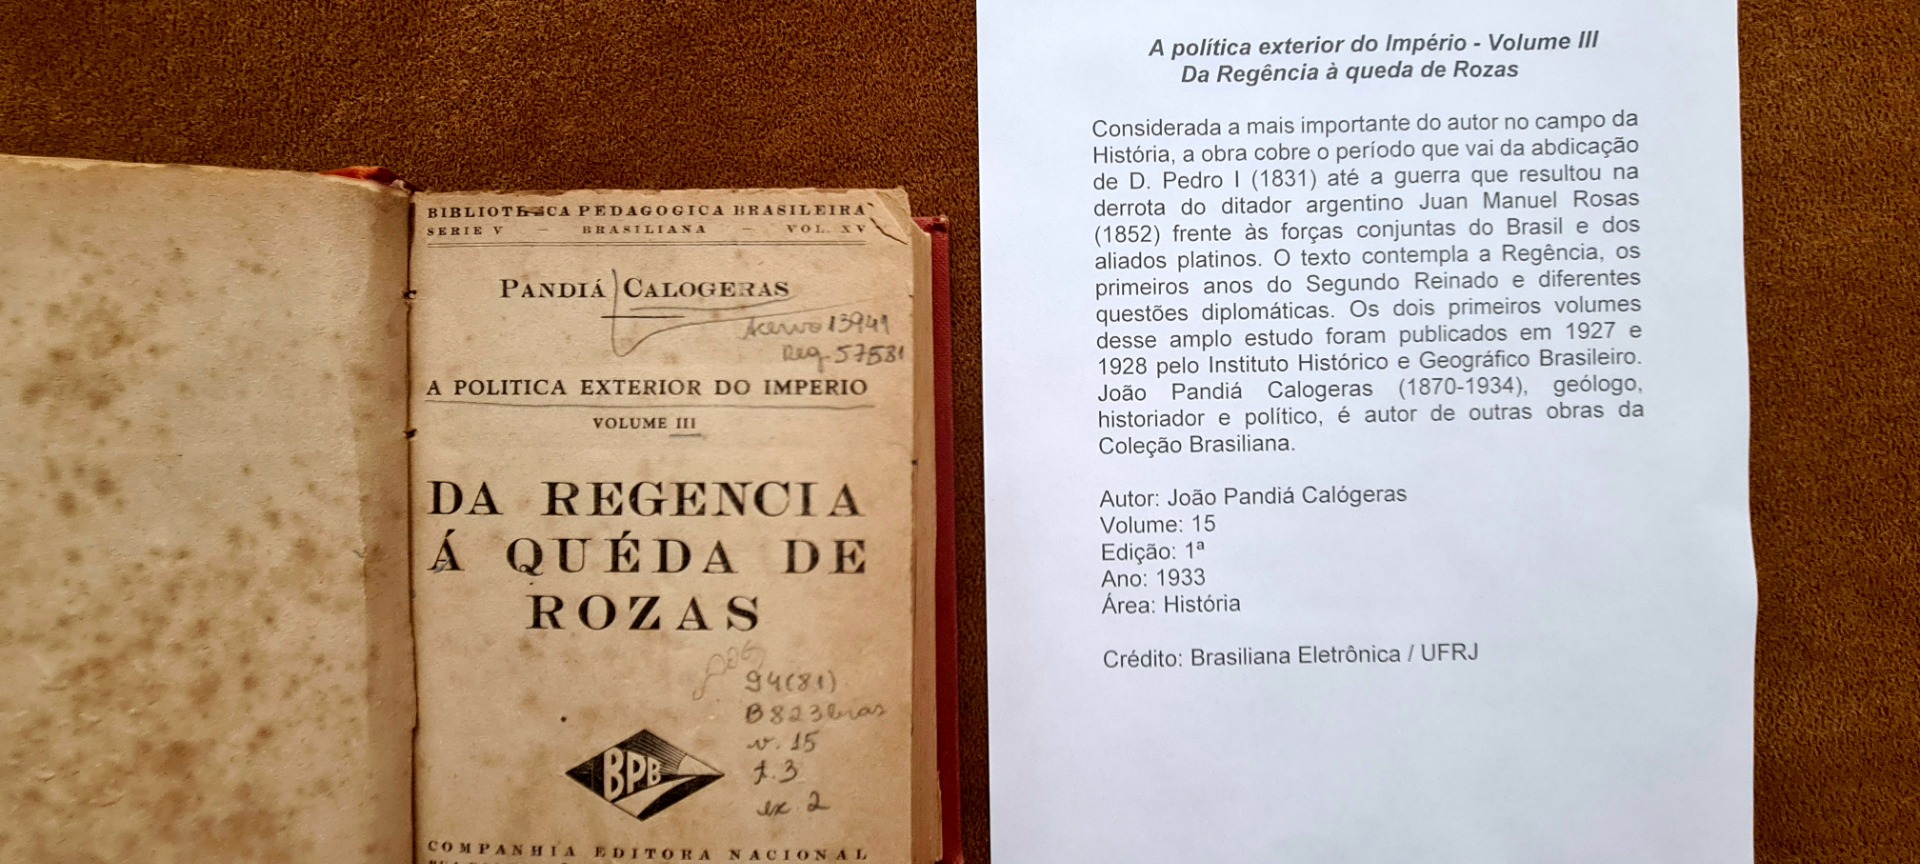 BIBLIOTHECA PEDAGOGICA BRASILEIRA
SERIE V — BRASILIANA — VOL. XV
PANDIÁ CALOGERAS
Acervo 13941
Reg. 57581
A POLITICA EXTERIOR DO IMPERIO
VOLUME III
DA REGENCIA
Á QUÉDA DE
ROZAS
94(81)
B823bras
v. 15
t. 3
ex. 2
BPB
COMPANHIA EDITORA NACIONAL
A política exterior do Império - Volume III
Da Regência à queda de Rozas
Considerada a mais importante do autor no campo da
História, a obra cobre o período que vai da abdicação
de D. Pedro I (1831) até a guerra que resultou na
derrota do ditador argentino Juan Manuel Rosas
(1852) frente às forças conjuntas do Brasil e dos
aliados platinos. O texto contempla a Regência, os
primeiros anos do Segundo Reinado e diferentes
questões diplomáticas. Os dois primeiros volumes
desse amplo estudo foram publicados em 1927 e
1928 pelo Instituto Histórico e Geográfico Brasileiro.
João Pandiá Calogeras (1870-1934), geólogo,
historiador e político, é autor de outras obras da
Coleção Brasiliana.
Autor: João Pandiá Calógeras
Volume: 15
Edição: 1ª
Ano: 1933
Área: História
Crédito: Brasiliana Eletrônica / UFRJ